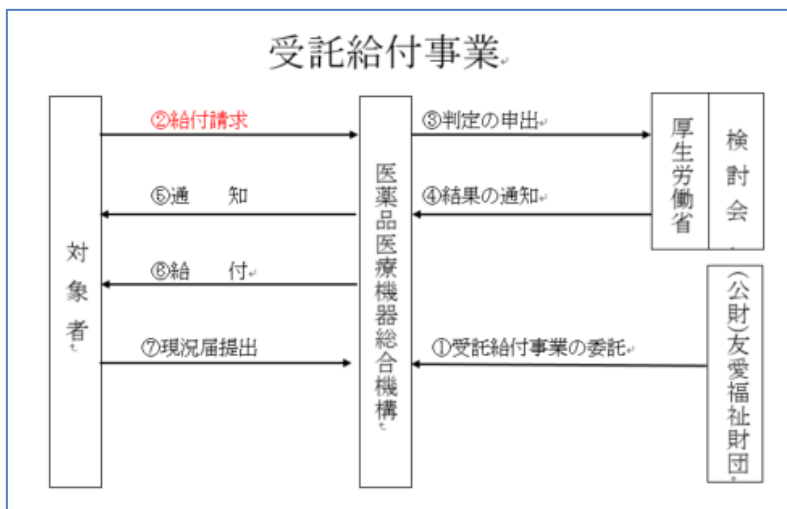 受託給付事業
②給付請求
③判定の申出
⑤通　　知
④結果の通知
⑥給　　付
⑦現況届提出
①受託給付事業の委託
対象者
医薬品医療機器総合機構
厚生労働省
検討会
(公財)友愛福祉財団